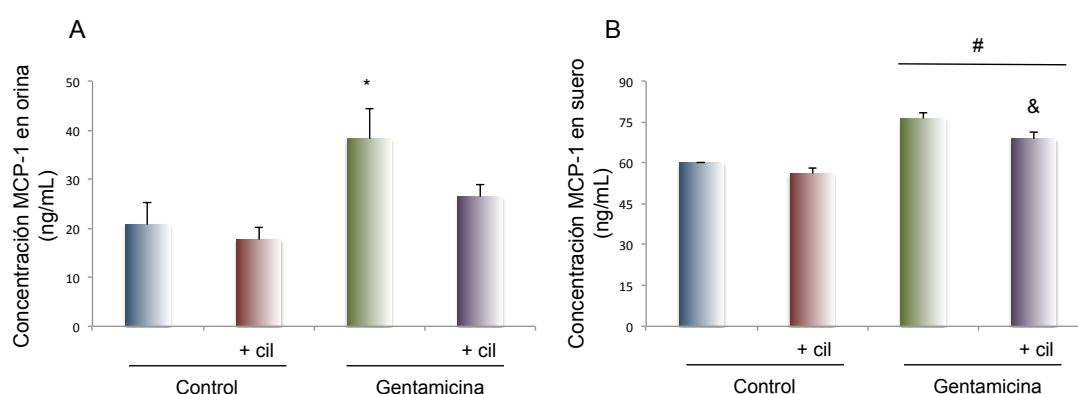 A
Concentración MCP-1 en orina
(ng/mL)
50
40
30
20
10
0
*
+ cil
+ cil
Control
Gentamicina
B
Concentración MCP-1 en suero
(ng/mL)
90
75
60
45
30
15
0
#
&
+ cil
+ cil
Control
Gentamicina